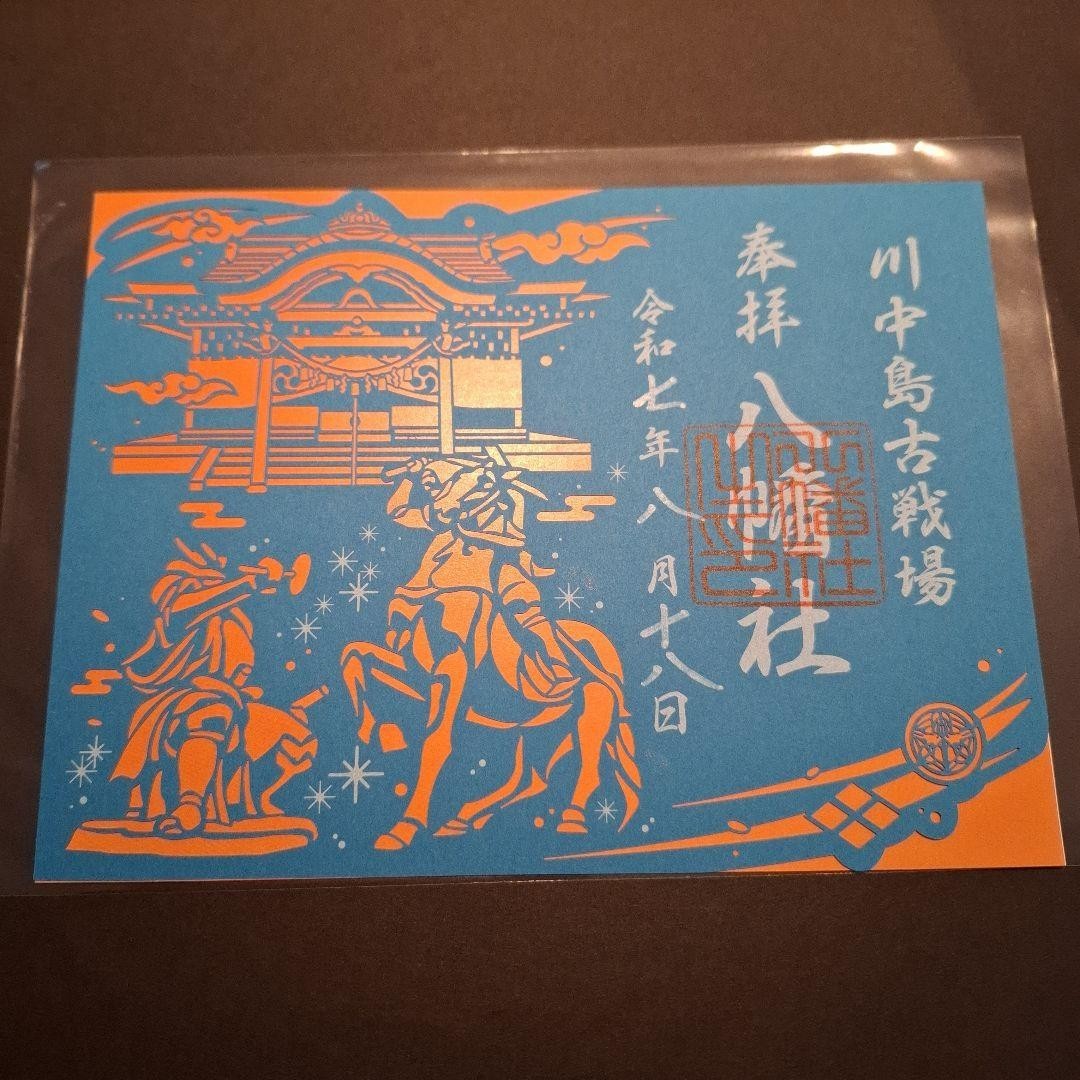 川中島古戦場
奉拝 八幡社
令和七年八月十八日